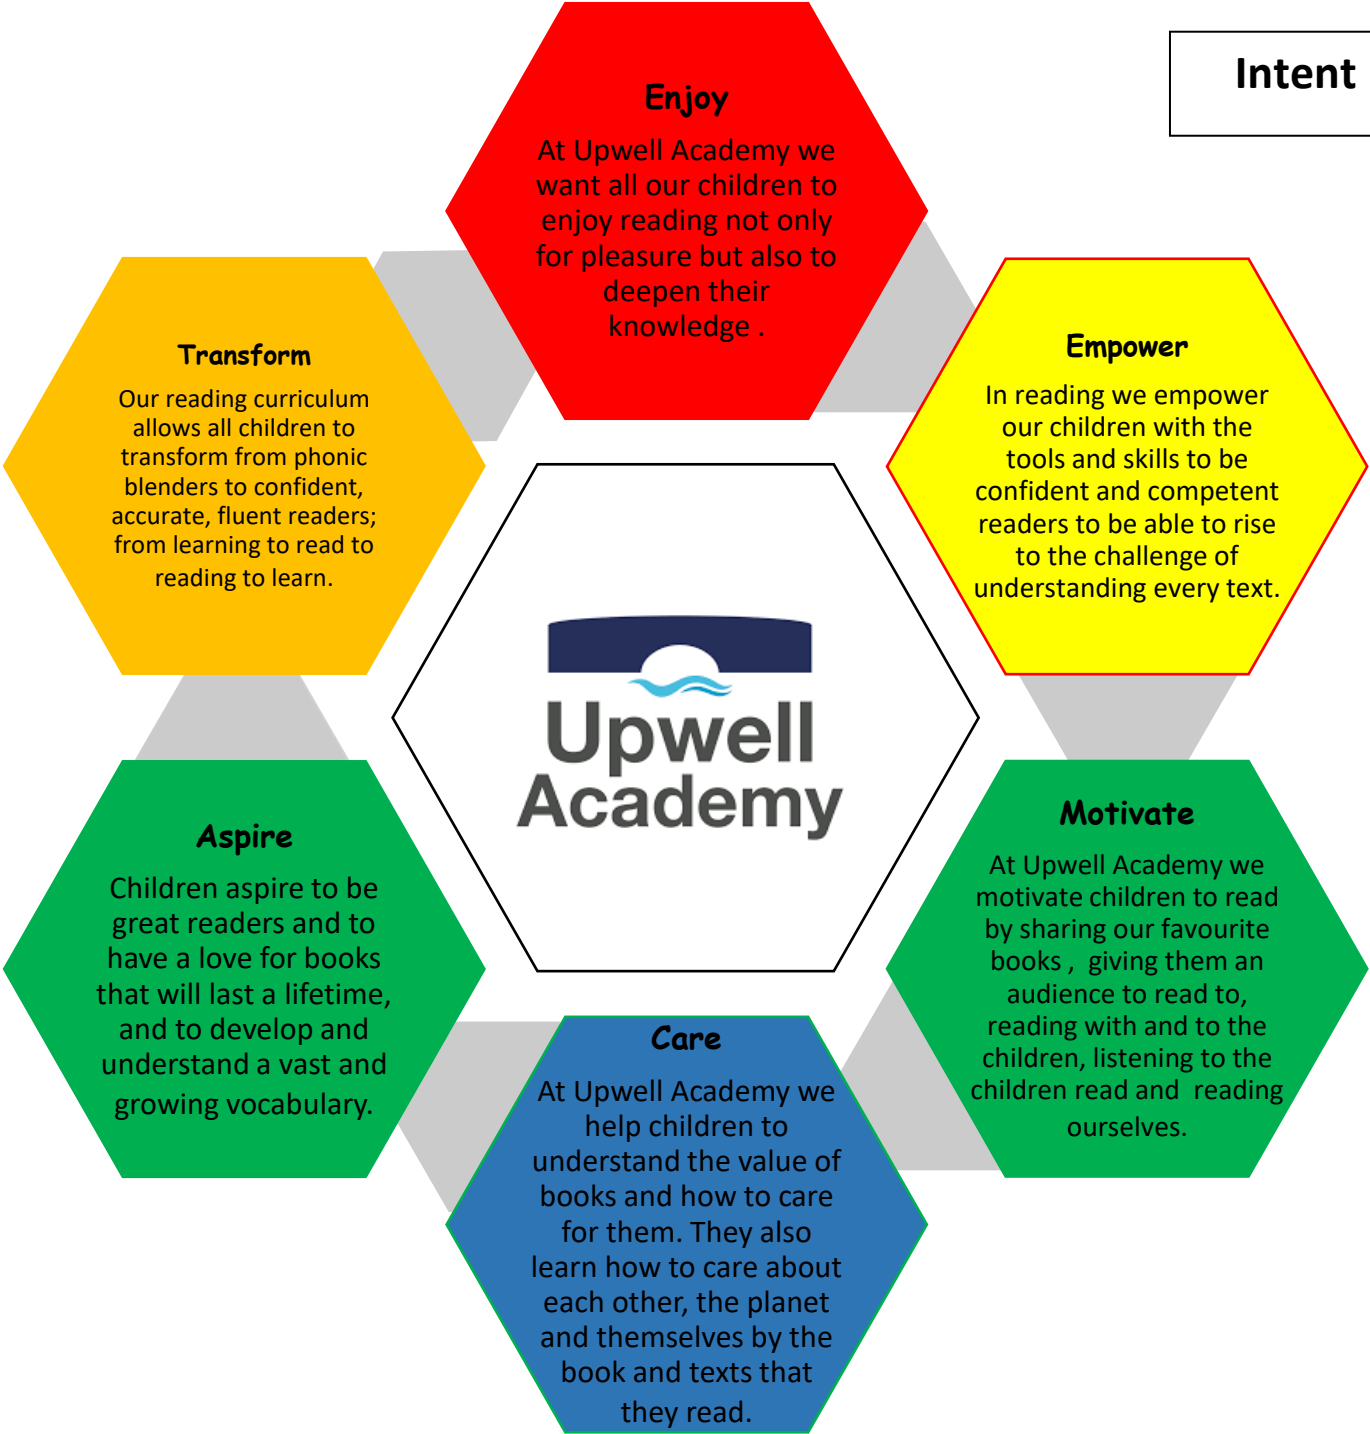 Intent
Enjoy
At Upwell Academy we
want all our children to
enjoy reading not only
for pleasure but also to
deepen their
knowledge .
Empower
In reading we empower
our children with the
tools and skills to be
confident and competent
readers to be able to rise
to the challenge of
understanding every text.
Motivate
At Upwell Academy we
motivate children to read
by sharing our favourite
books ,  giving them an
audience to read to,
reading with and to the
children, listening to the
children read and  reading
ourselves.
Care
At Upwell Academy we
help children to
understand the value of
books and how to care
for them. They also
learn how to care about
each other, the planet
and themselves by the
book and texts that
they read.
Aspire
Children aspire to be
great readers and to
have a love for books
that will last a lifetime,
and to develop and
understand a vast and
growing vocabulary.
Transform
Our reading curriculum
allows all children to
transform from phonic
blenders to confident,
accurate, fluent readers;
from learning to read to
reading to learn.
Upwell
Academy